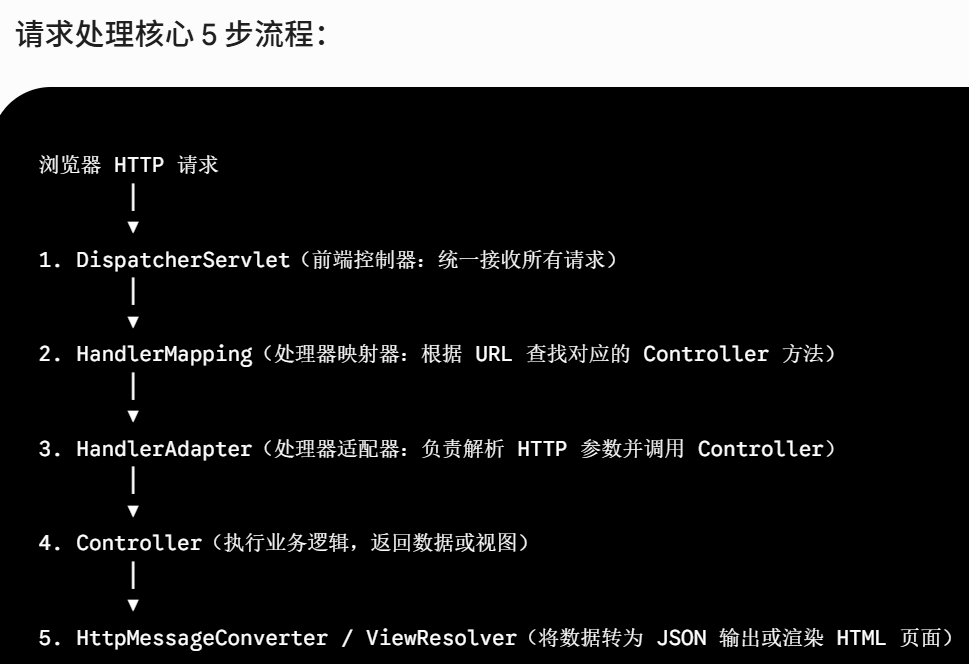 请求处理核心 5 步流程：
浏览器 HTTP 请求
1. DispatcherServlet（前端控制器：统一接收所有请求）
2. HandlerMapping（处理器映射器：根据 URL 查找对应的 Controller 方法）
3. HandlerAdapter（处理器适配器：负责解析 HTTP 参数并调用 Controller）
4. Controller（执行业务逻辑，返回数据或视图）
5. HttpMessageConverter / ViewResolver（将数据转为 JSON 输出或渲染 HTML 页面）